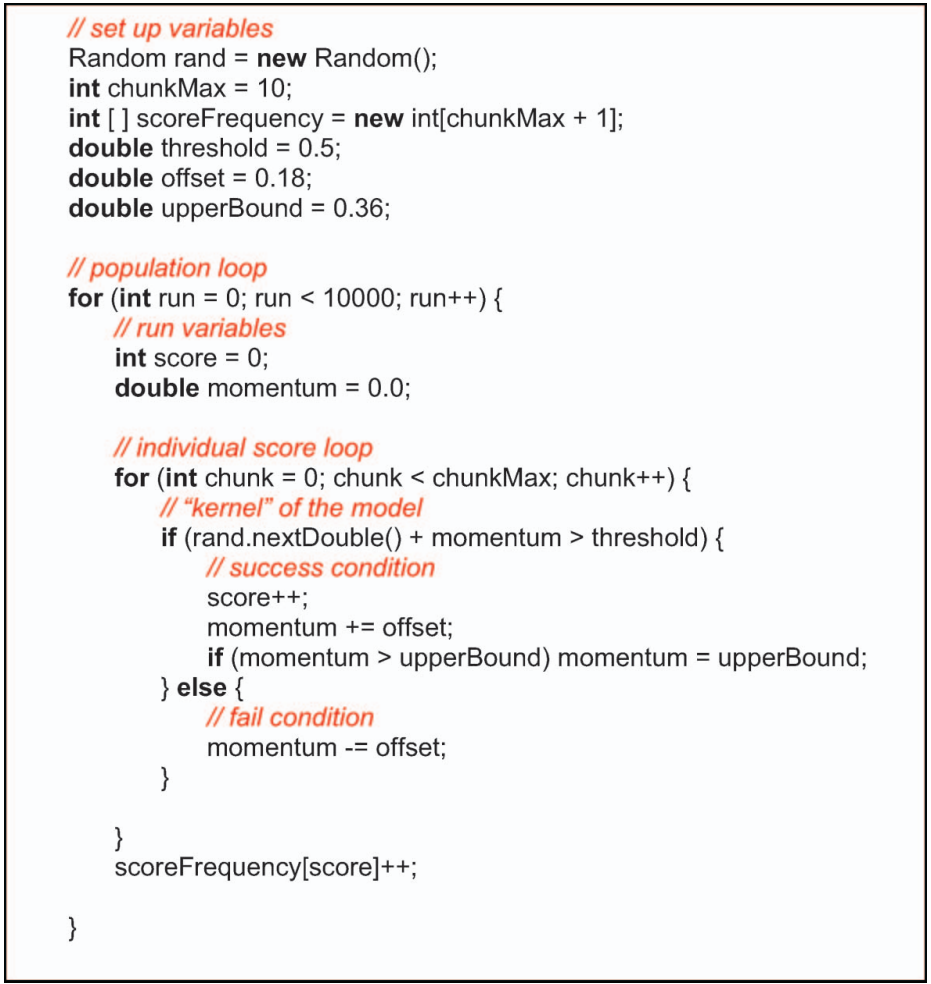 // set up variables
Random rand = new Random();
int chunkMax = 10;
int [ ] scoreFrequency = new int[chunkMax + 1];
double threshold = 0.5;
double offset = 0.18;
double upperBound = 0.36;
// population loop
for (int run = 0; run < 10000; run++) {
// run variables
int score = 0;
double momentum = 0.0;
// individual score loop
for (int chunk = 0; chunk < chunkMax; chunk++) {
// “kernel” of the model
if (rand.nextDouble() + momentum > threshold) {
// success condition
score++;
momentum += offset;
if (momentum > upperBound) momentum = upperBound;
} else {
// fail condition
momentum -= offset;
}
}
scoreFrequency[score]++;
}